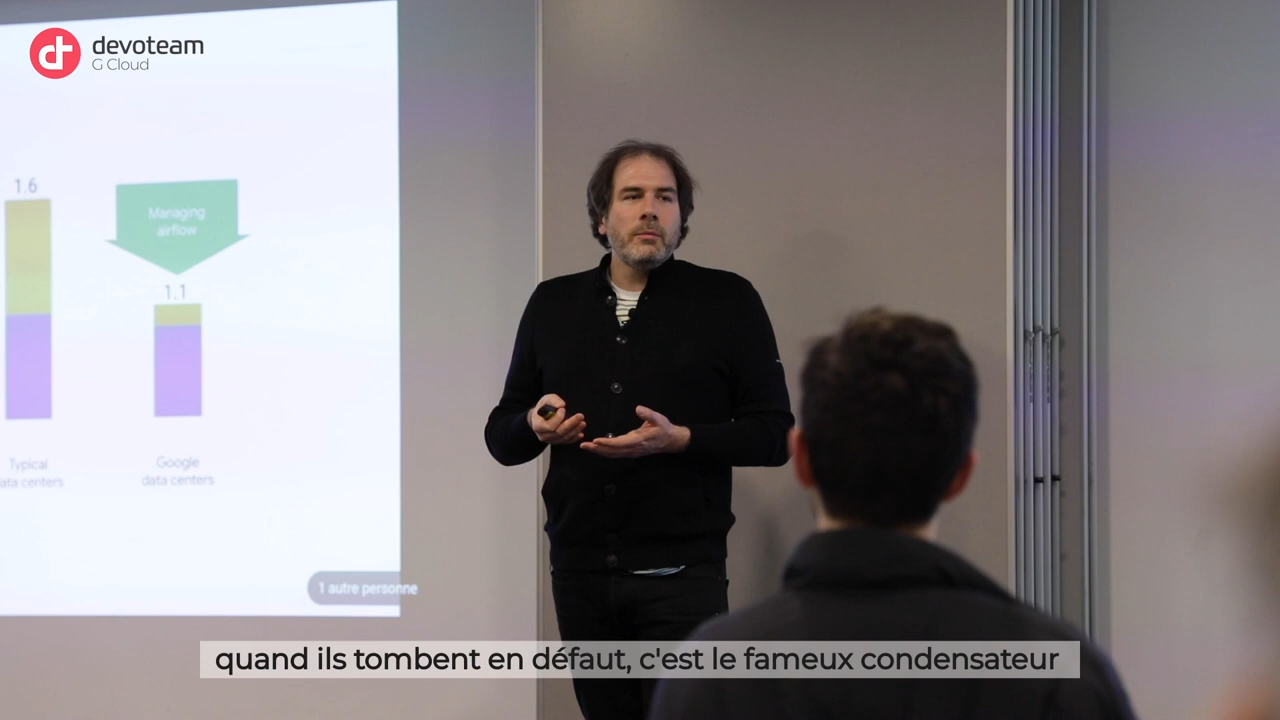 devoteam
G Cloud
1.6
Managing
airflow
1.1
Typical
data centers
Google
data centers
1 autre personne
quand ils tombent en défaut, c'est le fameux condensateur